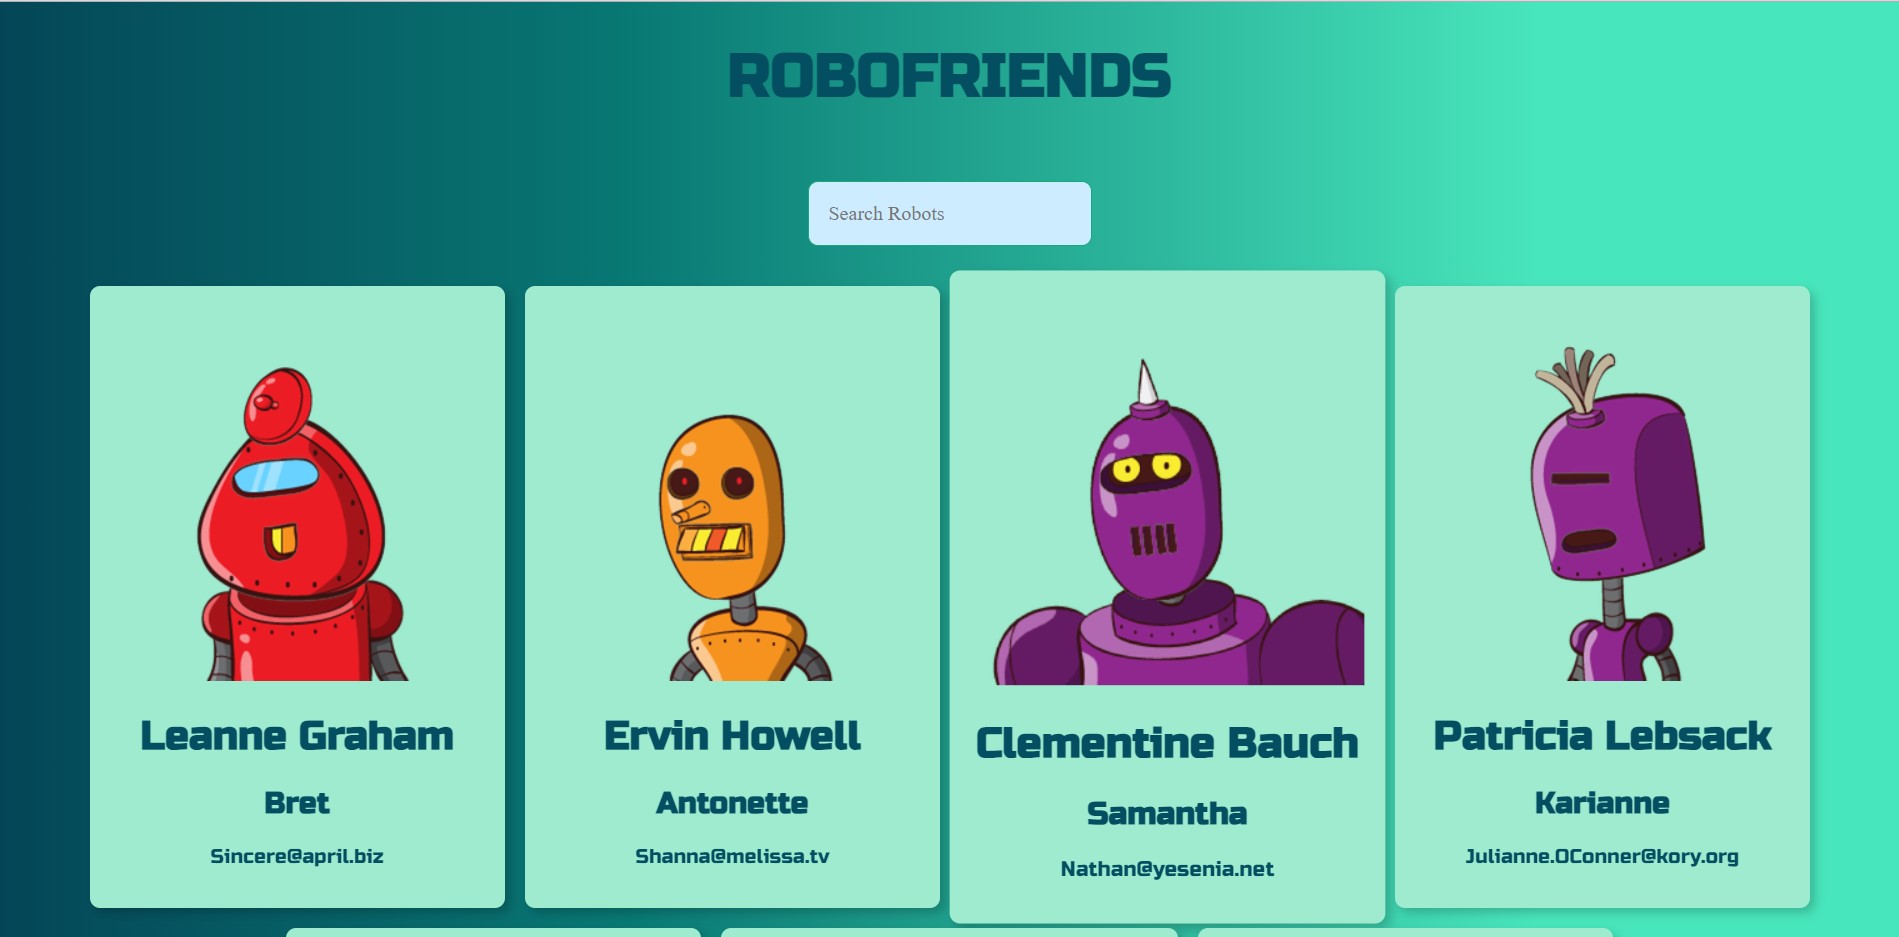 ROBOFRIENDS
Search Robots
Leanne Graham
Bret
Sincere@april.biz
Ervin Howell
Antonette
Shanna@melissa.tv
Clementine Bauch
Samantha
Nathan@yesenia.net
Patricia Lebsack
Karianne
Julianne.OConner@kory.org